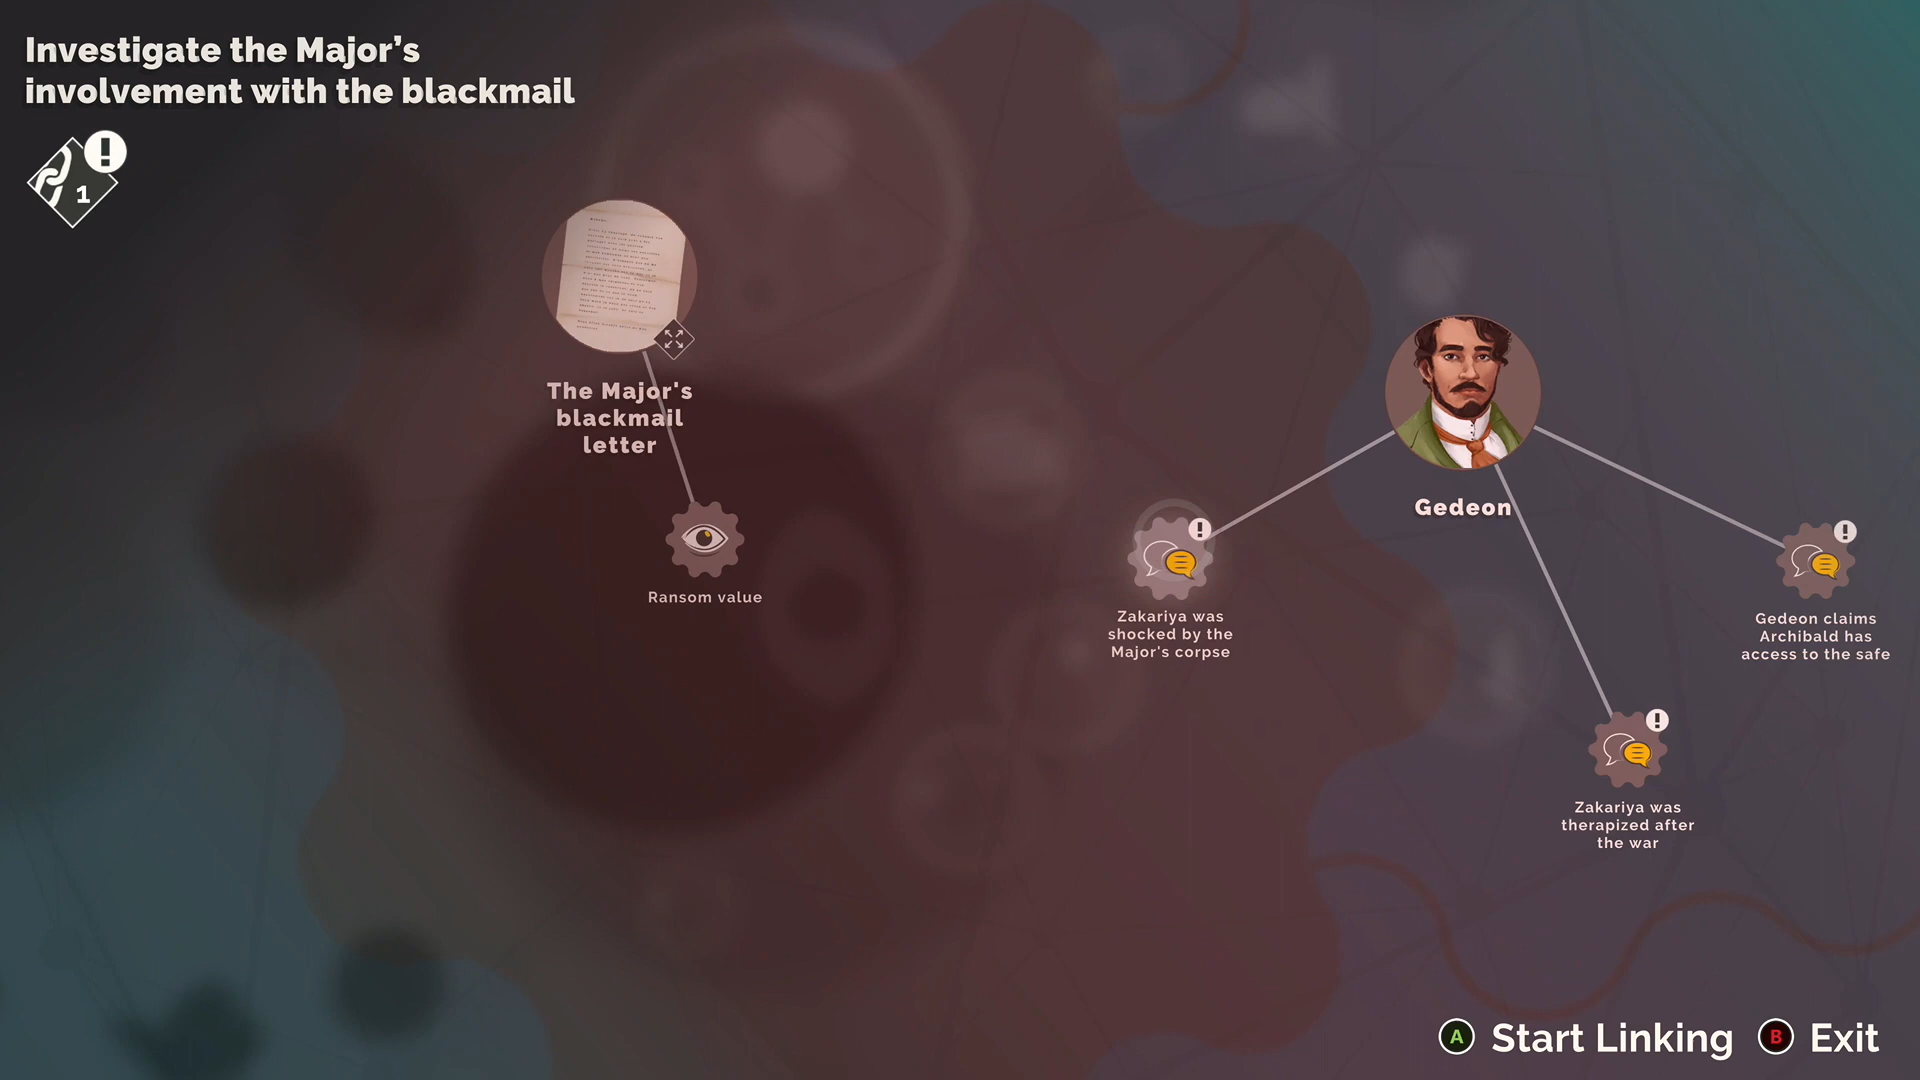 Investigate the Major's
involvement with the blackmail
1
The Major's
blackmail
letter
Ransom value
Gedeon
Zakariya was
shocked by the
Major's corpse
Gedeon claims
Archibald has
access to the safe
Zakariya was
therapized after
the war
A Start Linking B Exit